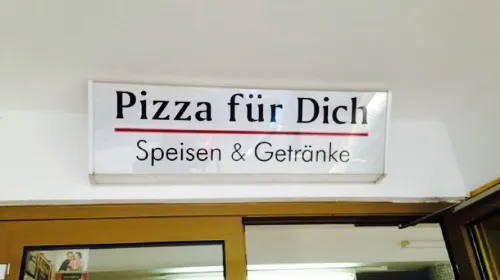 Pizza für Dich
Speisen & Getränke